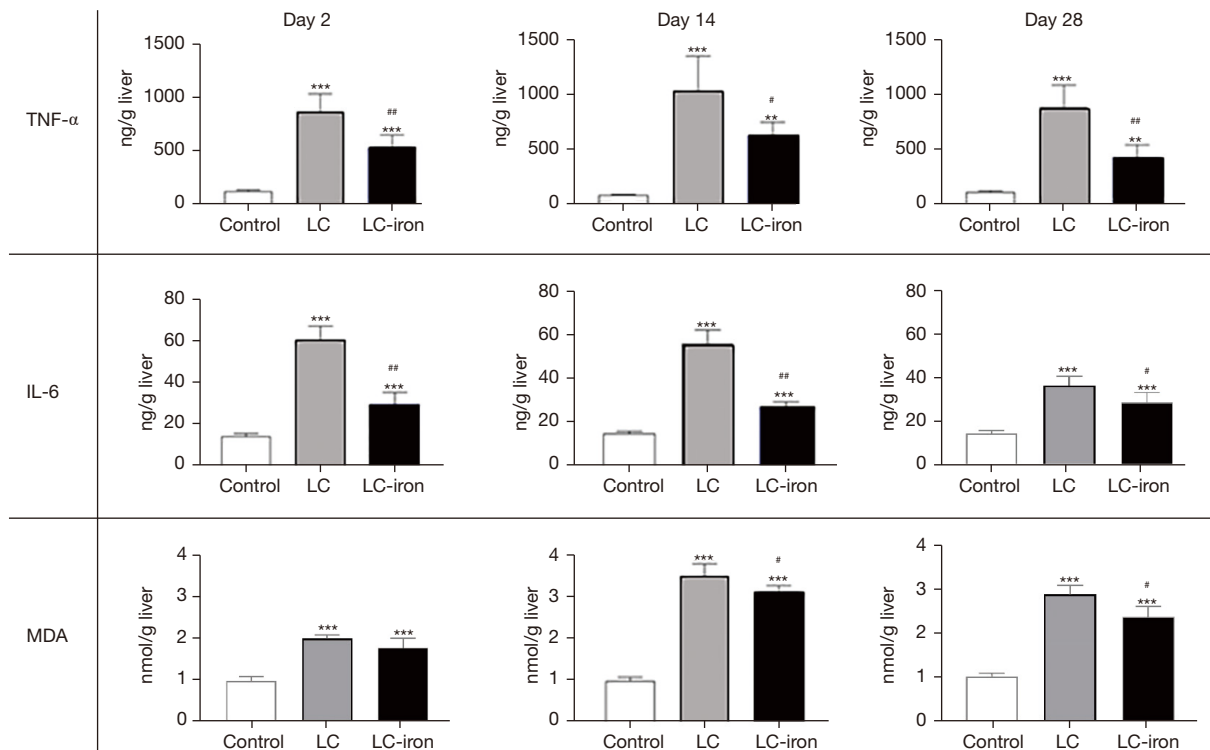 Day 2
Day 14
Day 28
TNF-α
ng/g liver
1500
1000
500
0
***
##
***
Control LC LC-iron
ng/g liver
1500
1000
500
0
***
#
**
Control LC LC-iron
ng/g liver
1500
1000
500
0
***
##
**
Control LC LC-iron
IL-6
ng/g liver
80
60
40
20
0
***
##
***
Control LC LC-iron
ng/g liver
80
60
40
20
0
***
##
***
Control LC LC-iron
ng/g liver
80
60
40
20
0
***
#
***
Control LC LC-iron
MDA
nmol/g liver
4
3
2
1
0
***
***
Control LC LC-iron
nmol/g liver
4
3
2
1
0
***
#
***
Control LC LC-iron
nmol/g liver
4
3
2
1
0
***
#
***
Control LC LC-iron